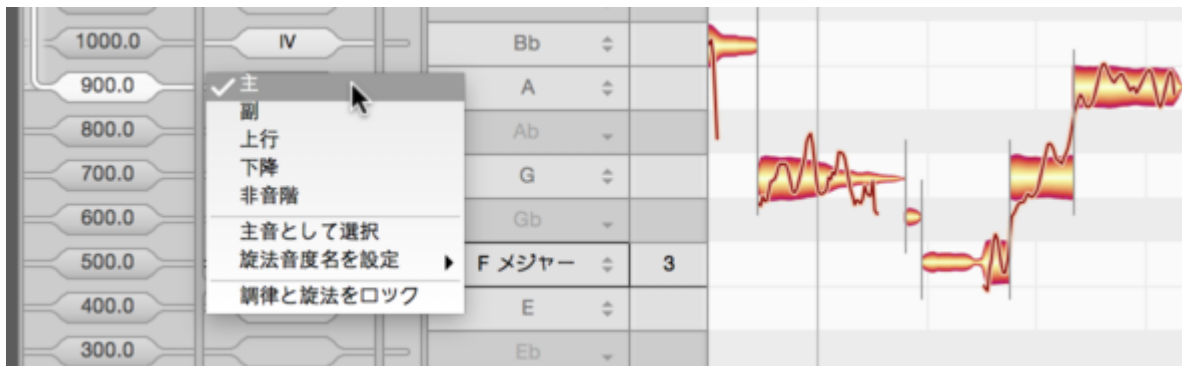 1000.0 IV Bb
900.0 主 A
副
800.0 上行 Ab
下降
700.0 非音階 G
600.0 主音として選択 Gb
500.0 旋法音度名を設定 F メジャー 3
400.0 調律と旋法をロック E
300.0 Eb